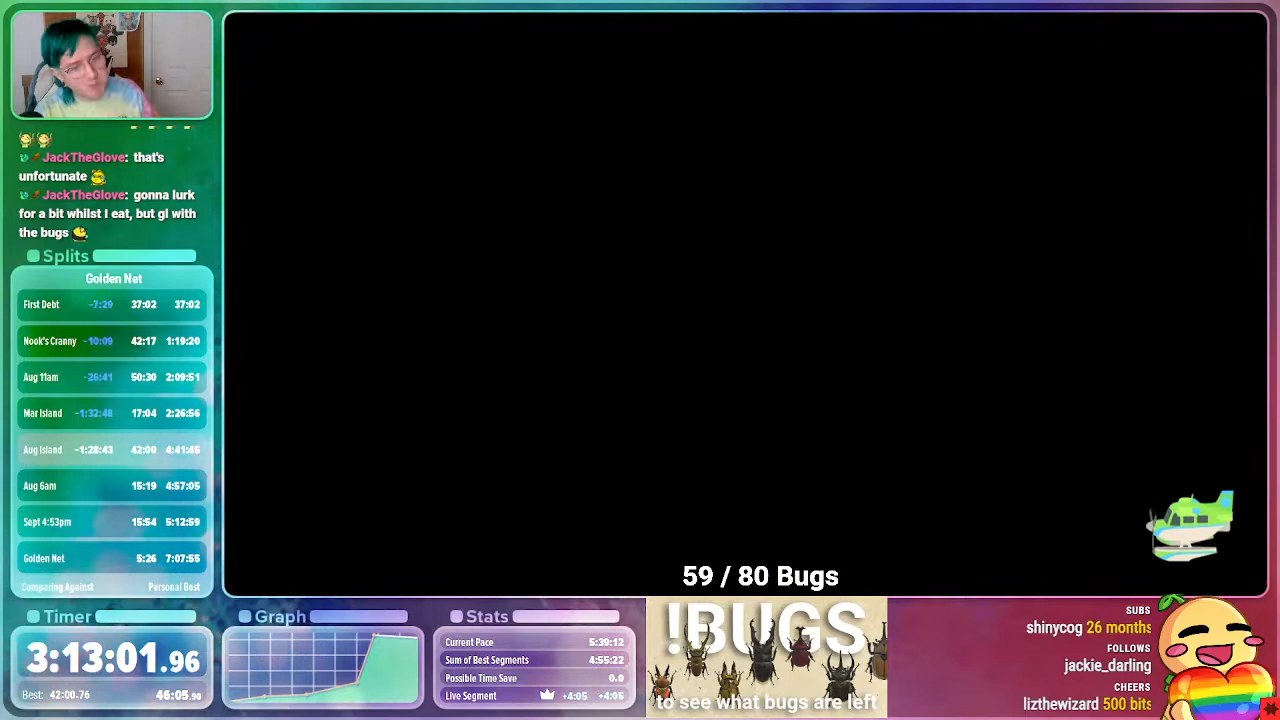 JackTheGlove: that's
unfortunate
JackTheGlove: gonna lurk
for a bit whilst I eat, but gl with
the bugs
Splits
Golden Net
First Debt -7:29 37:02 37:02
Nook's Cranny -10:09 42:17 1:19:20
Aug 11am -26:41 50:30 2:09:51
Mar Island -1:32:48 17:04 2:26:56
Aug Island -1:28:43 42:00 4:41:45
Aug 6am 15:19 4:57:05
Sept 4:53pm 15:54 5:12:59
Golden Net 5:26 7:07:55
Comparing Against Personal Best
Timer
3:13:01.96
Best: 42:00.76 46:05.90
Graph
Stats
Current Pace 5:39:12
Sum of Best Segments 4:55:22
Possible Time Save 0.0
Live Segment +4:05 +4:05
59 / 80 Bugs
!BUGS
to see what bugs are left
SUBS
shinycog 26 months
FOLLOWS
jackie_darling
CHEERS
lizthewizard 500 bits